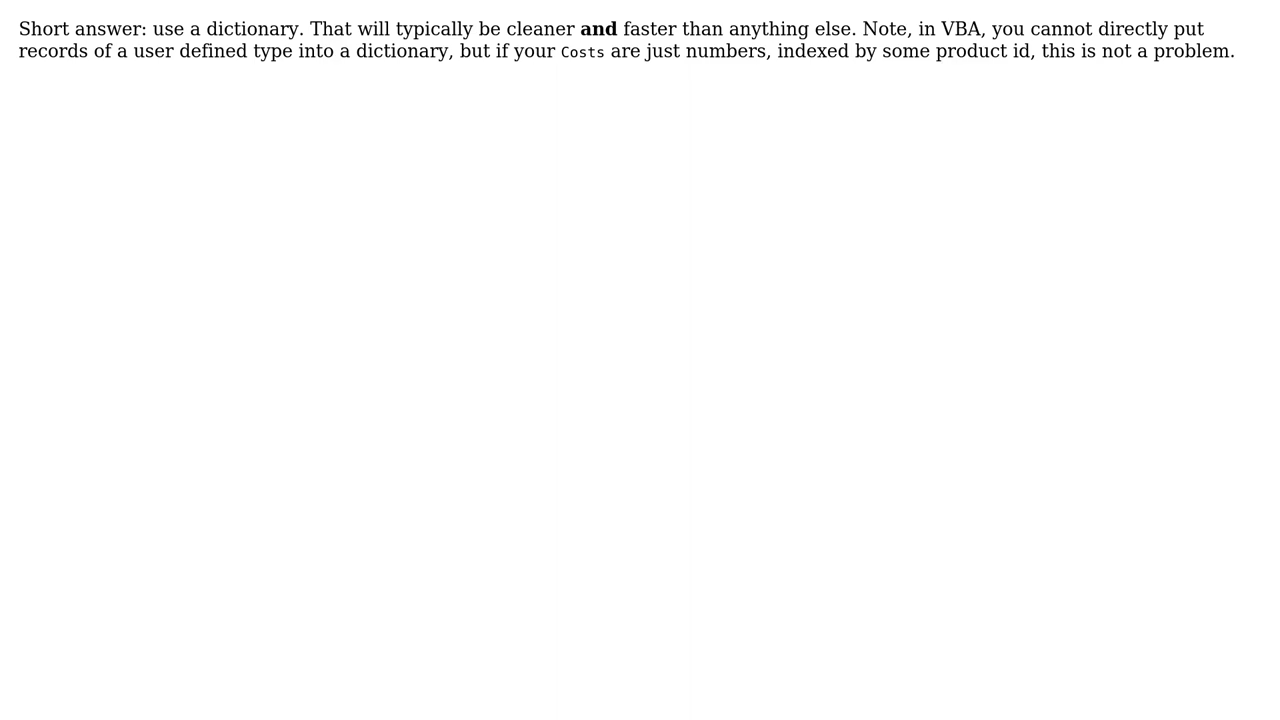 Short answer: use a dictionary. That will typically be cleaner and faster than anything else. Note, in VBA, you cannot directly put
records of a user defined type into a dictionary, but if your Costs are just numbers, indexed by some product id, this is not a problem.